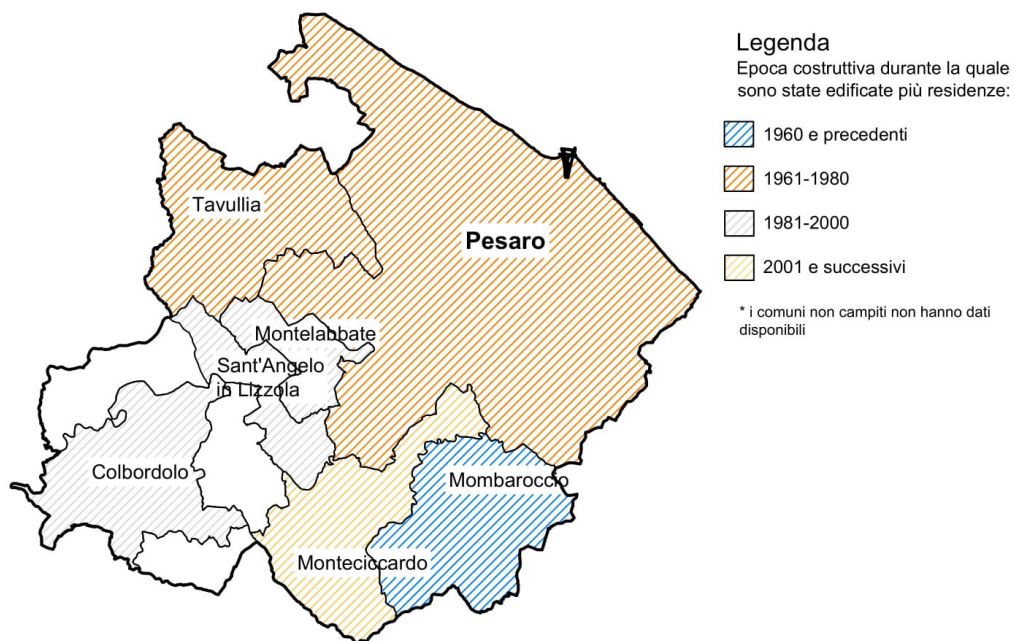 Legenda
Epoca costruttiva durante la quale
sono state edificate più residenze:
1960 e precedenti
1961-1980
1981-2000
2001 e successivi
* i comuni non campiti non hanno dati
disponibili
Tavullia
Pesaro
Montelabbate
Sant'Angelo
in Lizzola
Colbordolo
Mombaroccio
Monteciccardo